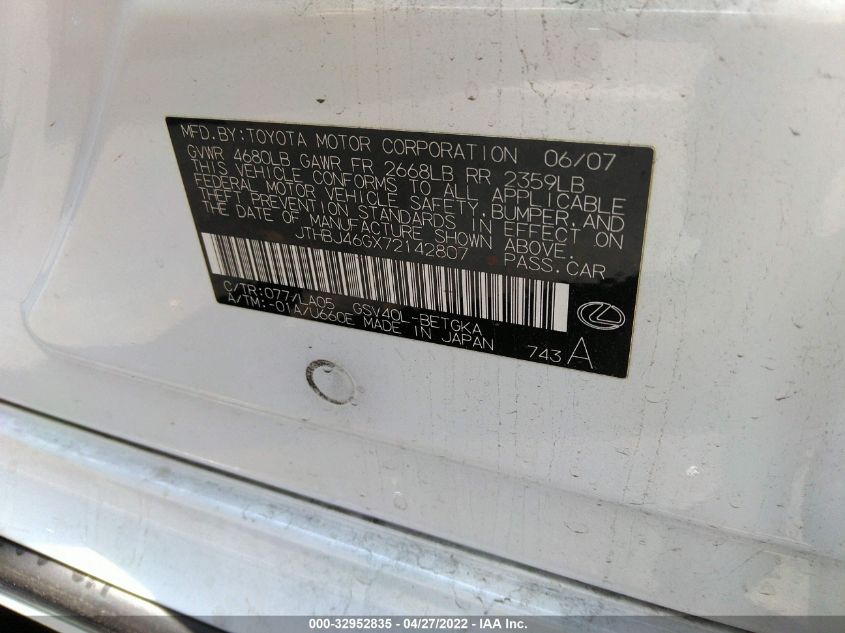 MFD.BY:TOYOTA MOTOR CORPORATION 06/07
GVWR 4680LB GAWR FR 2668LB RR 2359LB
THIS VEHICLE CONFORMS TO ALL APPLICABLE
FEDERAL MOTOR VEHICLE SAFETY,BUMPER,AND
THEFT PREVENTION STANDARDS IN EFFECT ON
THE DATE OF MANUFACTURE SHOWN ABOVE.
JTHBJ46GX72142807 PASS.CAR
C/TR:077/LA05 GSV40L-BETGKA
A/TM:-01A/U660E MADE IN JAPAN
743 A
000-32952835 - 04/27/2022 - IAA Inc.